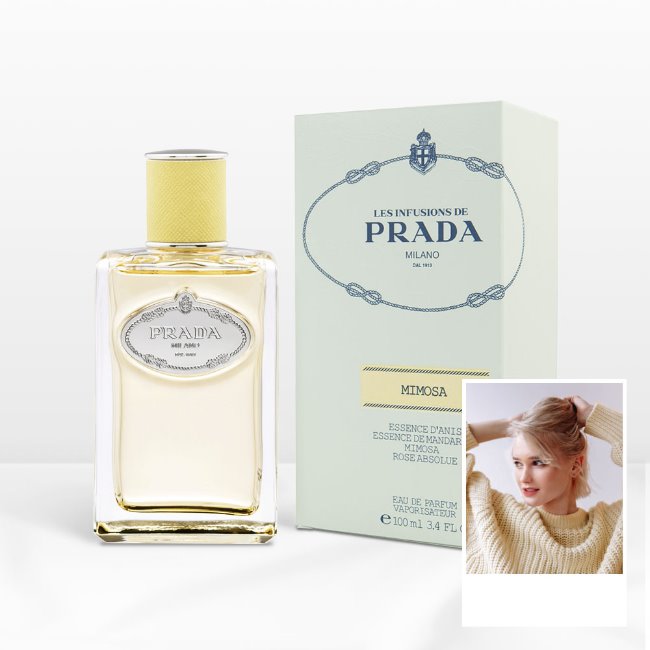 PRADA
LES INFUSIONS DE
PRADA
MILANO
DAL 1913
MIMOSA
ESSENCE D'ANIS
ESSENCE DE MANDAR
MIMOSA
ROSE ABSOLUE
EAU DE PARFUM
VAPORISATEUR
e 100 ml 3.4 FL